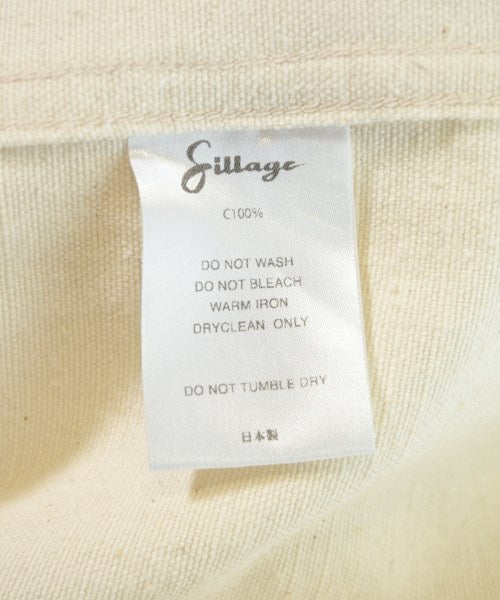 Sillage
C100%
DO NOT WASH
DO NOT BLEACH
WARM IRON
DRYCLEAN ONLY
DO NOT TUMBLE DRY
日本製